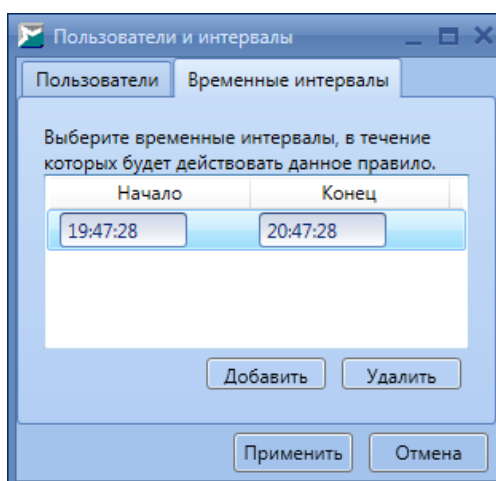 Пользователи и интервалы
Пользователи Временные интервалы
Выберите временные интервалы, в течение
которых будет действовать данное правило.
Начало Конец
19:47:28 20:47:28
Добавить Удалить
Применить Отмена